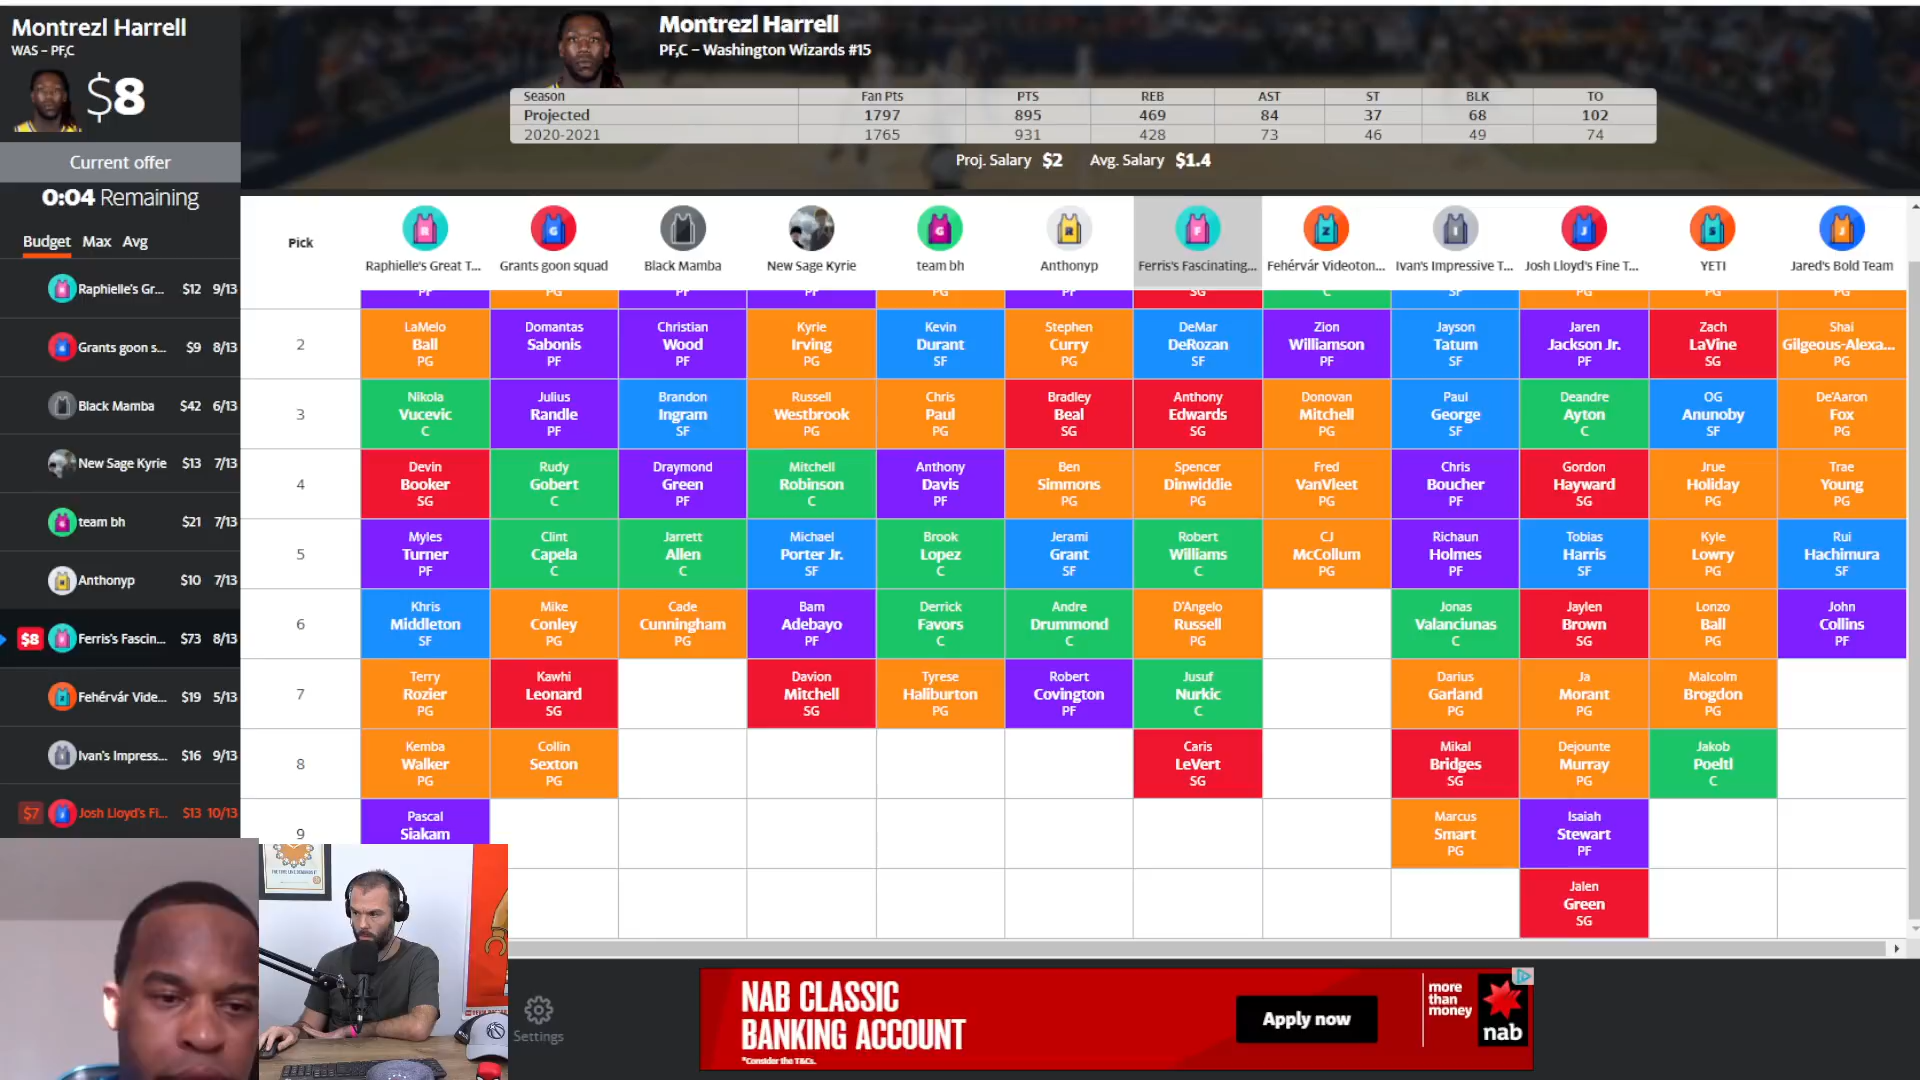 Montrezl Harrell
WAS – PF,C
$8
Current offer
0:04 Remaining
Budget Max Avg
Raphielle's Gr... $12 9/13
Grants goon s... $9 8/13
Black Mamba $42 6/13
New Sage Kyrie $13 7/13
team bh $21 7/13
Anthonyp $10 7/13
$8 Ferris's Fascin... $73 8/13
Fehérvár Vide... $19 5/13
Ivan's Impress... $16 9/13
$7 Josh Lloyd's Fi... $13 10/13
Montrezl Harrell
PF,C – Washington Wizards #15
Season Fan Pts PTS REB AST ST BLK TO
Projected 1797 895 469 84 37 68 102
2020-2021 1765 931 428 73 46 49 74
Proj. Salary $2 Avg. Salary $1.4
Pick
Raphielle's Great T... Grants goon squad Black Mamba New Sage Kyrie team bh Anthonyp Ferris's Fascinating... Fehérvár Videoton... Ivan's Impressive T... Josh Lloyd's Fine T... YETI Jared's Bold Team
PF PG PF PF PG PF SG C SF PG PG PG
LaMelo Domantas Christian Kyrie Kevin Stephen DeMar Zion Jayson Jaren Zach Shai
2 Ball Sabonis Wood Irving Durant Curry DeRozan Williamson Tatum Jackson Jr. LaVine Gilgeous-Alexa...
PG PF PF PG SF PG SF PF SF PF SG PG
Nikola Julius Brandon Russell Chris Bradley Anthony Donovan Paul Deandre OG De'Aaron
3 Vucevic Randle Ingram Westbrook Paul Beal Edwards Mitchell George Ayton Anunoby Fox
C PF SF PG PG SG SG PG SF C SF PG
Devin Rudy Draymond Mitchell Anthony Ben Spencer Fred Chris Gordon Jrue Trae
4 Booker Gobert Green Robinson Davis Simmons Dinwiddie VanVleet Boucher Hayward Holiday Young
SG C PF C PF PG PG PG PF SG PG PG
Myles Clint Jarrett Michael Brook Jerami Robert CJ Richaun Tobias Kyle Rui
5 Turner Capela Allen Porter Jr. Lopez Grant Williams McCollum Holmes Harris Lowry Hachimura
PF C C SF C SF C PG PF SF PG SF
Khris Mike Cade Bam Derrick Andre D'Angelo Jonas Jaylen Lonzo John
6 Middleton Conley Cunningham Adebayo Favors Drummond Russell Valanciunas Brown Ball Collins
SF PG PG PF C C PG C SG PG PF
Terry Kawhi Davion Tyrese Robert Jusuf Darius Ja Malcolm
7 Rozier Leonard Mitchell Haliburton Covington Nurkic Garland Morant Brogdon
PG SG SG PG PF C PG PG PG
Kemba Collin Caris Mikal Dejounte Jakob
8 Walker Sexton LeVert Bridges Murray Poeltl
PG PG SG SG PG C
Pascal Marcus Isaiah
9 Siakam Smart Stewart
PG PF
Jalen
Green
SG
Settings
NAB CLASSIC
BANKING ACCOUNT
*Consider the T&Cs.
Apply now
more
than
money
nab